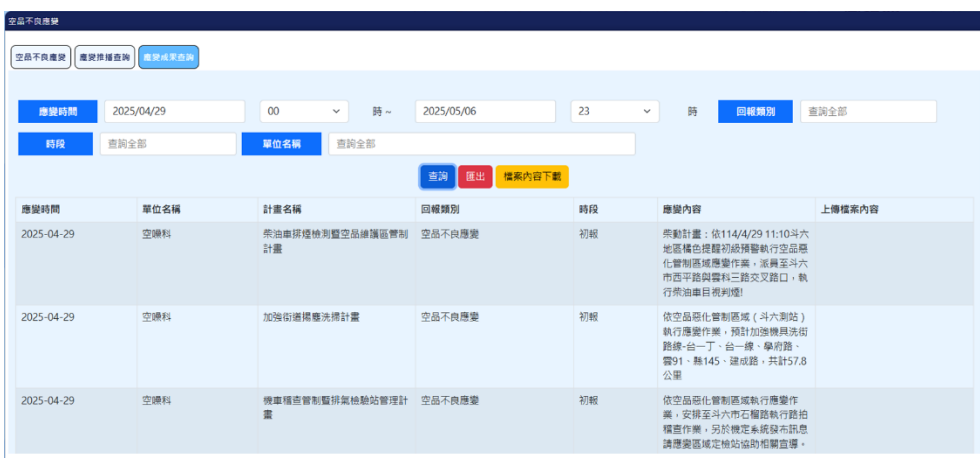 空品不良應變
空品不良應變 應變推播查詢 應變成果查詢
應變時間 2025/04/29 00 時 ~ 2025/05/06 23 時 回報類別 查詢全部
時段 查詢全部 單位名稱 查詢全部
查詢 匯出 檔案內容下載
應變時間 單位名稱 計畫名稱 回報類別 時段 應變內容 上傳檔案內容
2025-04-29 空噪科 柴油車排煙檢測暨空品維護區管制 空品不良應變 初報 柴動計畫：依114/4/29 11:10斗六
計畫 地區橘色提醒初級預警執行空品惡
化管制區域應變作業，派員至斗六
市西平路與雲科三路交叉路口，執
行柴油車目視判煙!
2025-04-29 空噪科 加強街道揚塵洗掃計畫 空品不良應變 初報 依空品惡化管制區域（斗六測站）
執行應變作業，預計加強機具洗街
路線-台一丁、台一線、學府路、
雲91、縣145、建成路，共計57.8
公里
2025-04-29 空噪科 機車稽查管制暨排氣檢驗站管理計 空品不良應變 初報 依空品惡化管制區域執行應變作
畫 業，安排至斗六市石榴路執行路拍
稽查作業，另於機定系統發布訊息
請應變區域定檢站協助相關宣導。